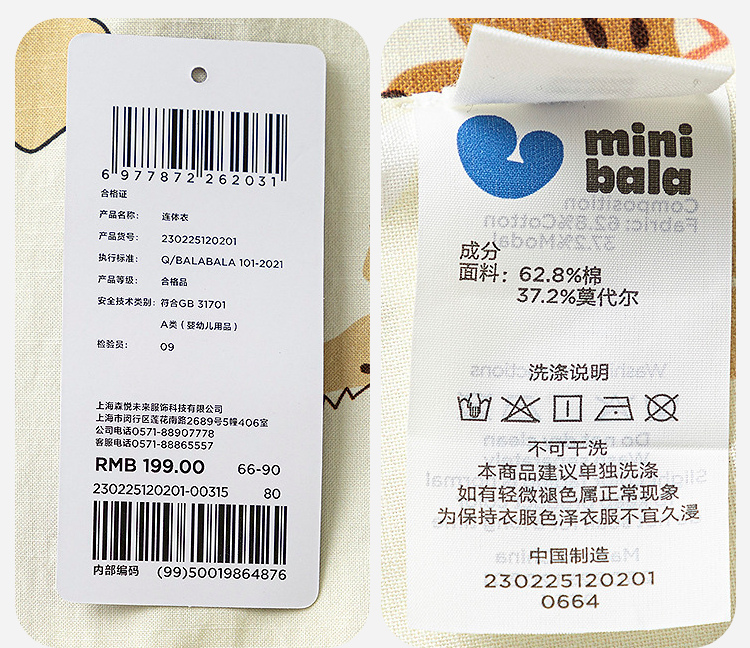 6 977872 262031
合格证
产品名称: 连体衣
产品货号: 230225120201
执行标准: Q/BALABALA 101-2021
产品等级: 合格品
安全技术类别: 符合GB 31701
A类(婴幼儿用品)
检验员: 09
上海森悦未来服饰科技有限公司
上海市闵行区莲花南路2689号5幢406室
公司电话0571-88907778
客服电话0571-88865557
RMB 199.00 66-90
230225120201-00315 80
内部编码 (99)50019864876
mini
bala
Composition
Fabric: 62.8%Cotton
37.2%Modal
成分
面料: 62.8%棉
37.2%莫代尔
洗涤说明
不可干洗
本商品建议单独洗涤
如有轻微褪色属正常现象
为保持衣服色泽衣服不宜久浸
中国制造
230225120201
0664